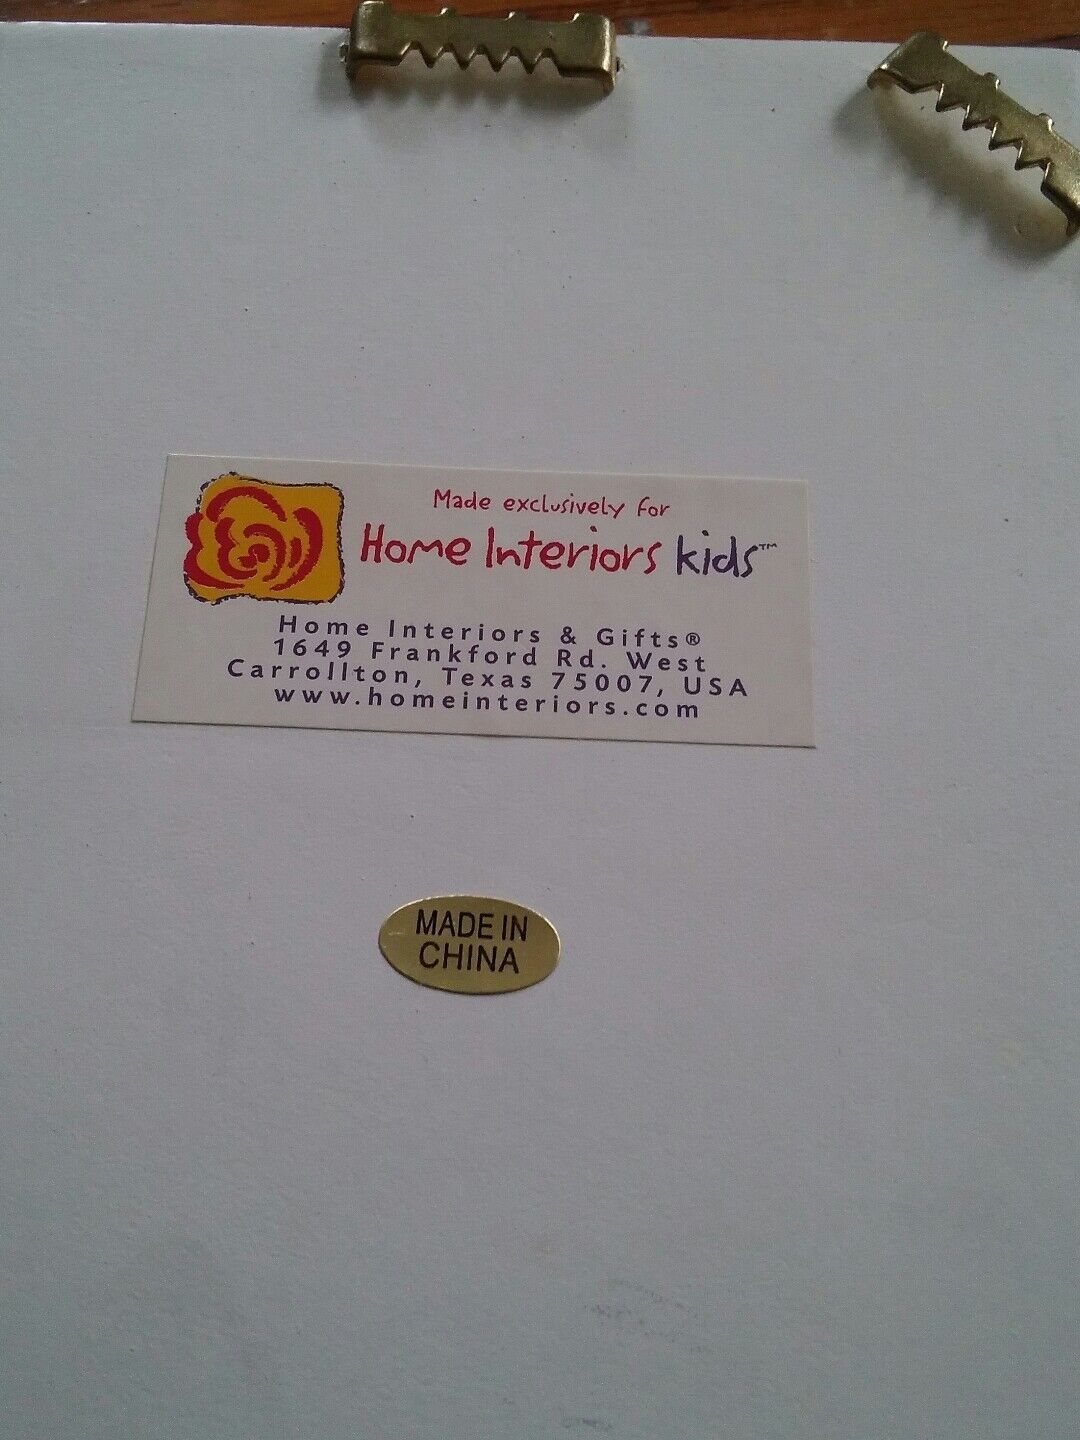 Made exclusively for
Home Interiors kids™
Home Interiors & Gifts®
1649 Frankford Rd. West
Carrollton, Texas 75007, USA
www.homeinteriors.com
MADE IN
CHINA